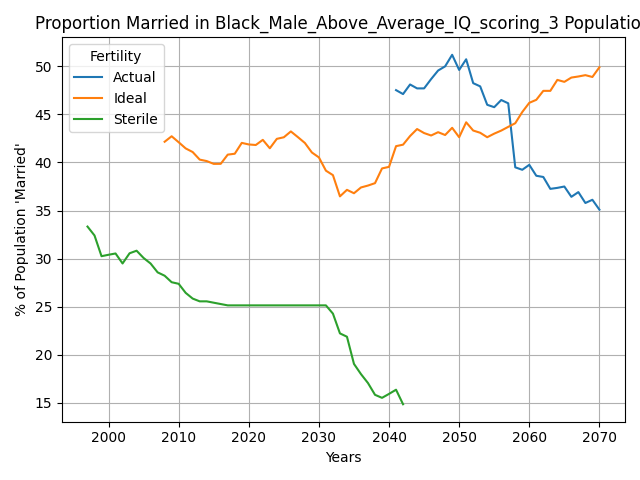 Proportion Married in Black_Male_Above_Average_IQ_scoring_3 Populatio
Fertility
Actual
Ideal
Sterile
% of Population 'Married'
50
45
40
35
30
25
20
15
2000 2010 2020 2030 2040 2050 2060 2070
Years